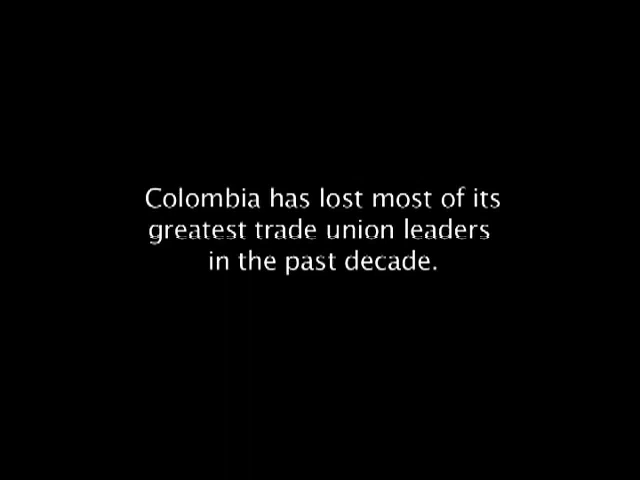 Colombia has lost most of its
greatest trade union leaders
in the past decade.